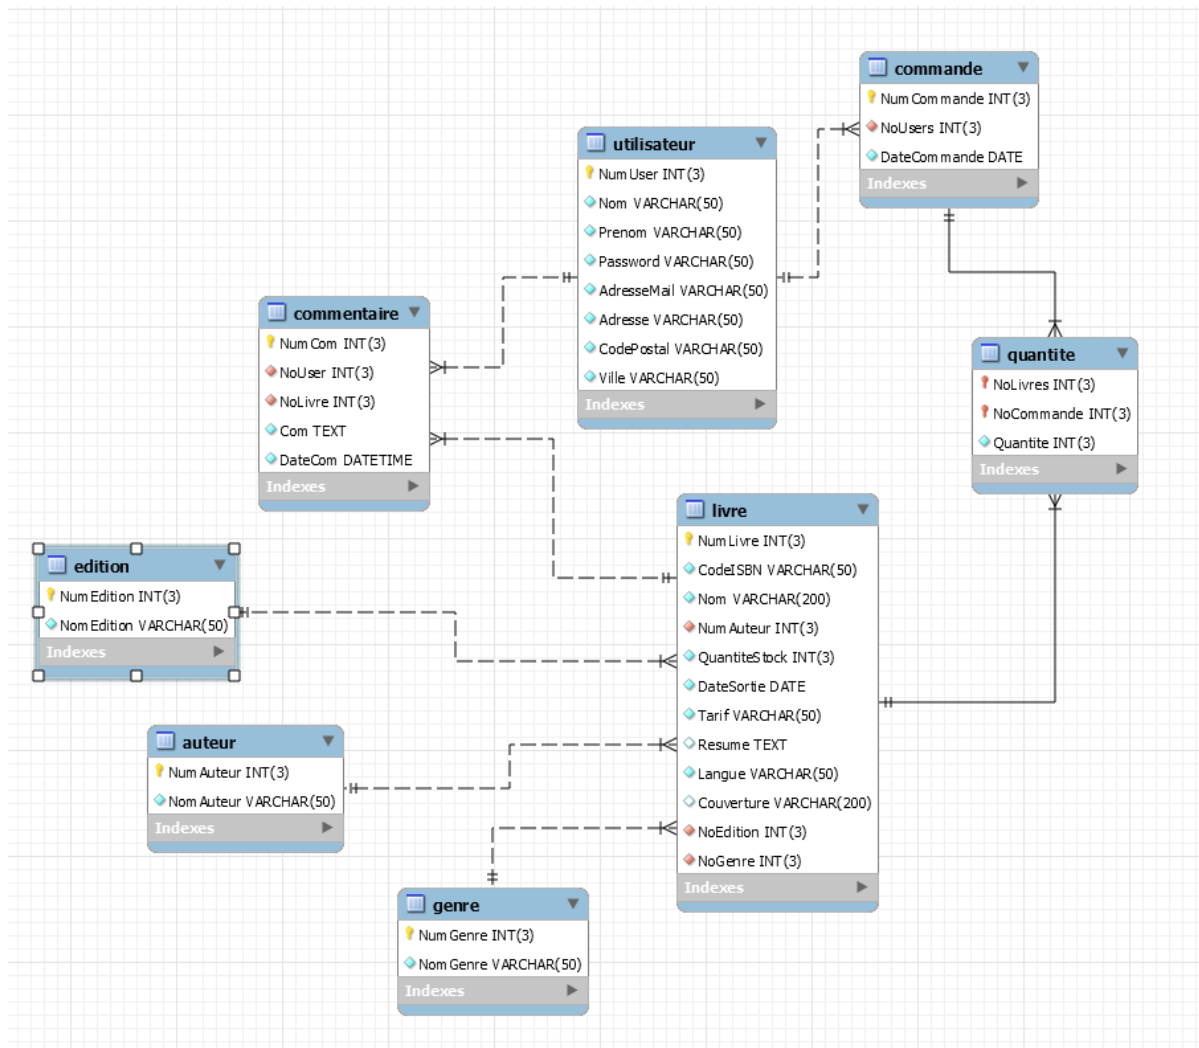 commande
NumCommande INT(3)
NoUsers INT(3)
DateCommande DATE
Indexes
utilisateur
NumUser INT(3)
Nom VARCHAR(50)
Prenom VARCHAR(50)
Password VARCHAR(50)
AdresseMail VARCHAR(50)
Adresse VARCHAR(50)
CodePostal VARCHAR(50)
Ville VARCHAR(50)
Indexes
commentaire
NumCom INT(3)
NoUser INT(3)
NoLivre INT(3)
Com TEXT
DateCom DATETIME
Indexes
quantite
NoLivres INT(3)
NoCommande INT(3)
Quantite INT(3)
Indexes
livre
NumLivre INT(3)
CodeISBN VARCHAR(50)
Nom VARCHAR(200)
NumAuteur INT(3)
QuantiteStock INT(3)
DateSortie DATE
Tarif VARCHAR(50)
Resume TEXT
Langue VARCHAR(50)
Couverture VARCHAR(200)
NoEdition INT(3)
NoGenre INT(3)
Indexes
edition
NumEdition INT(3)
NomEdition VARCHAR(50)
Indexes
auteur
NumAuteur INT(3)
NomAuteur VARCHAR(50)
Indexes
genre
NumGenre INT(3)
NomGenre VARCHAR(50)
Indexes